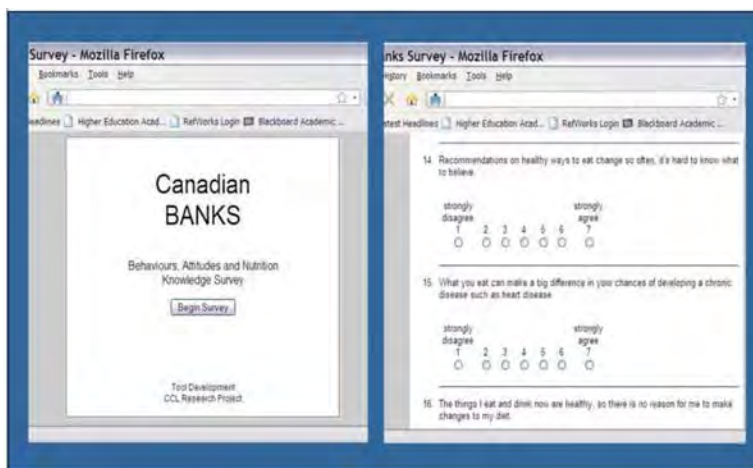 Survey - Mozilla Firefox
Bookmarks Tools Help
eadlines Higher Education Acad... RefWorks Login Blackboard Academic ...
Canadian
BANKS
Behaviours, Attitudes and Nutrition
Knowledge Survey
Begin Survey
Tool Development
CCL Research Project
nks Survey - Mozilla Firefox
History Bookmarks Tools Help
atest Headlines Higher Education Acad... RefWorks Login Blackboard Academic ...
14. Recommendations on healthy ways to eat change so often, it's hard to know what
to believe.
strongly strongly
disagree agree
1 2 3 4 5 6 7
15. What you eat can make a big difference in your chances of developing a chronic
disease such as heart disease.
strongly strongly
disagree agree
1 2 3 4 5 6 7
16. The things I eat and drink now are healthy, so there is no reason for me to make
changes to my diet.